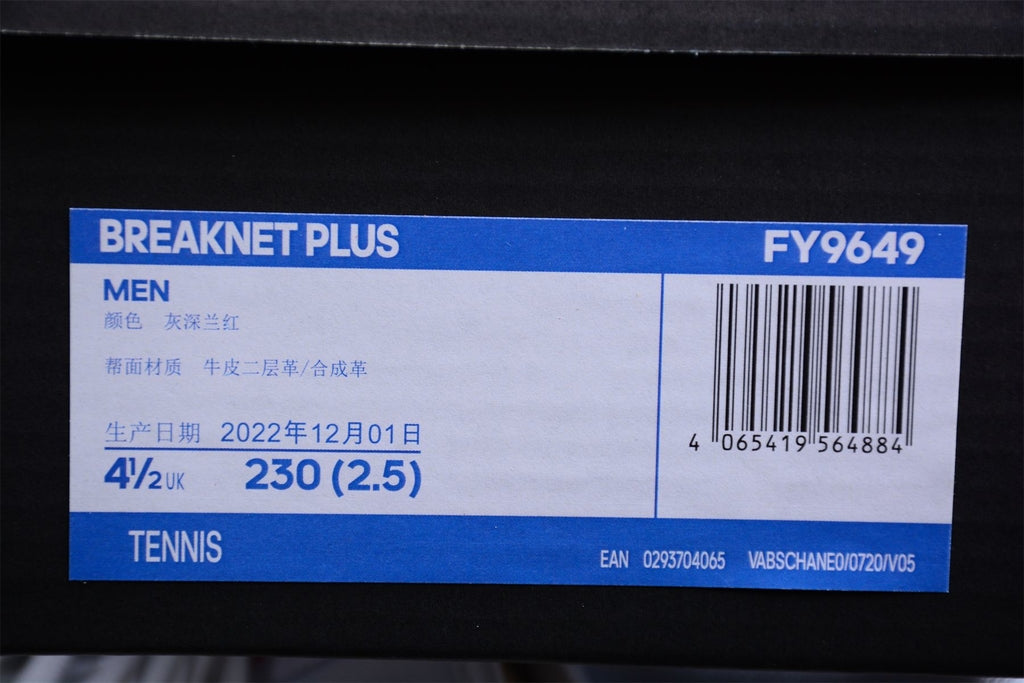 BREAKNET PLUS FY9649
MEN
颜色 灰深兰红
帮面材质 牛皮二层革/合成革
生产日期 2022年12月01日
4½ UK 230 (2.5)
4 065419 564884
TENNIS
EAN 0293704065 VABSCHANE0/0720/V05